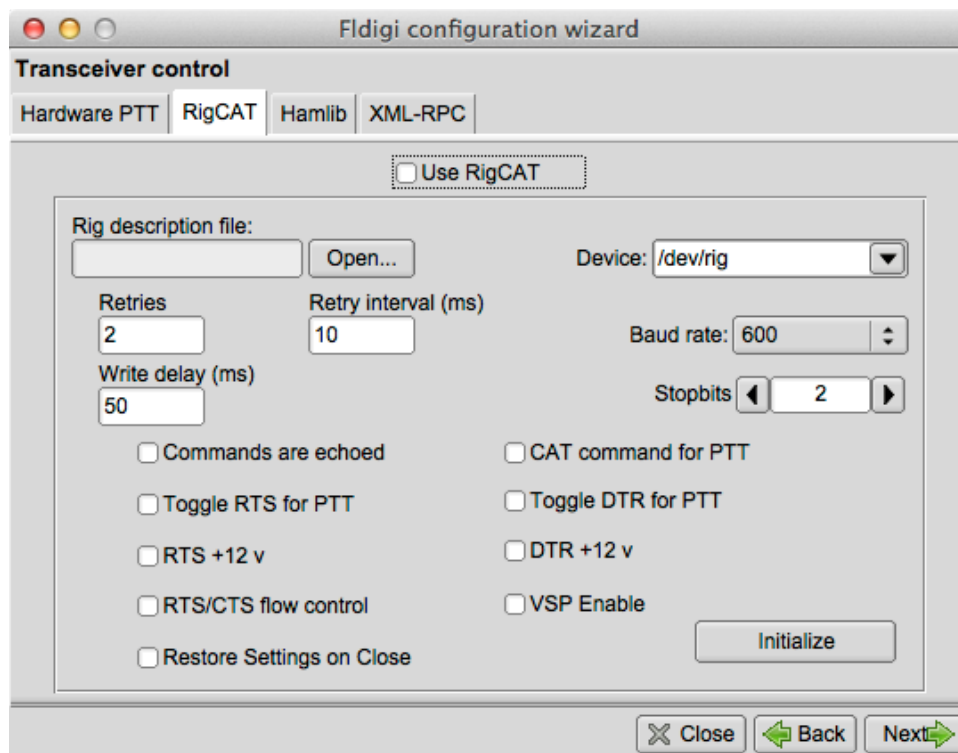 Fldigi configuration wizard
Transceiver control
Hardware PTT RigCAT Hamlib XML-RPC
Use RigCAT
Rig description file:
Open... Device: /dev/rig
Retries Retry interval (ms)
2 10 Baud rate: 600
Write delay (ms)
50 Stopbits 2
Commands are echoed CAT command for PTT
Toggle RTS for PTT Toggle DTR for PTT
RTS +12 v DTR +12 v
RTS/CTS flow control VSP Enable
Initialize
Restore Settings on Close
Close Back Next